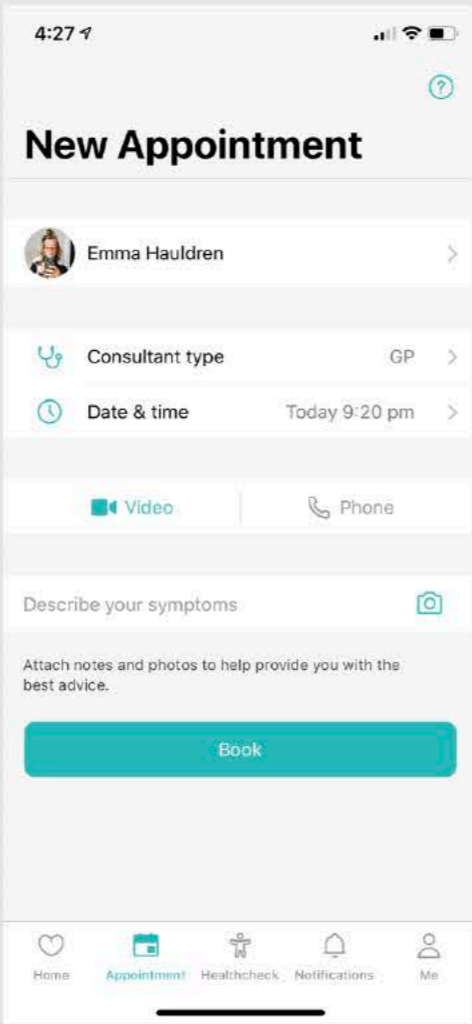 4:27
New Appointment
Emma Hauldren
Consultant type GP
Date & time Today 9:20 pm
Video Phone
Describe your symptoms
Attach notes and photos to help provide you with the
best advice.
Book
Home Appointment Healthcheck Notifications Me